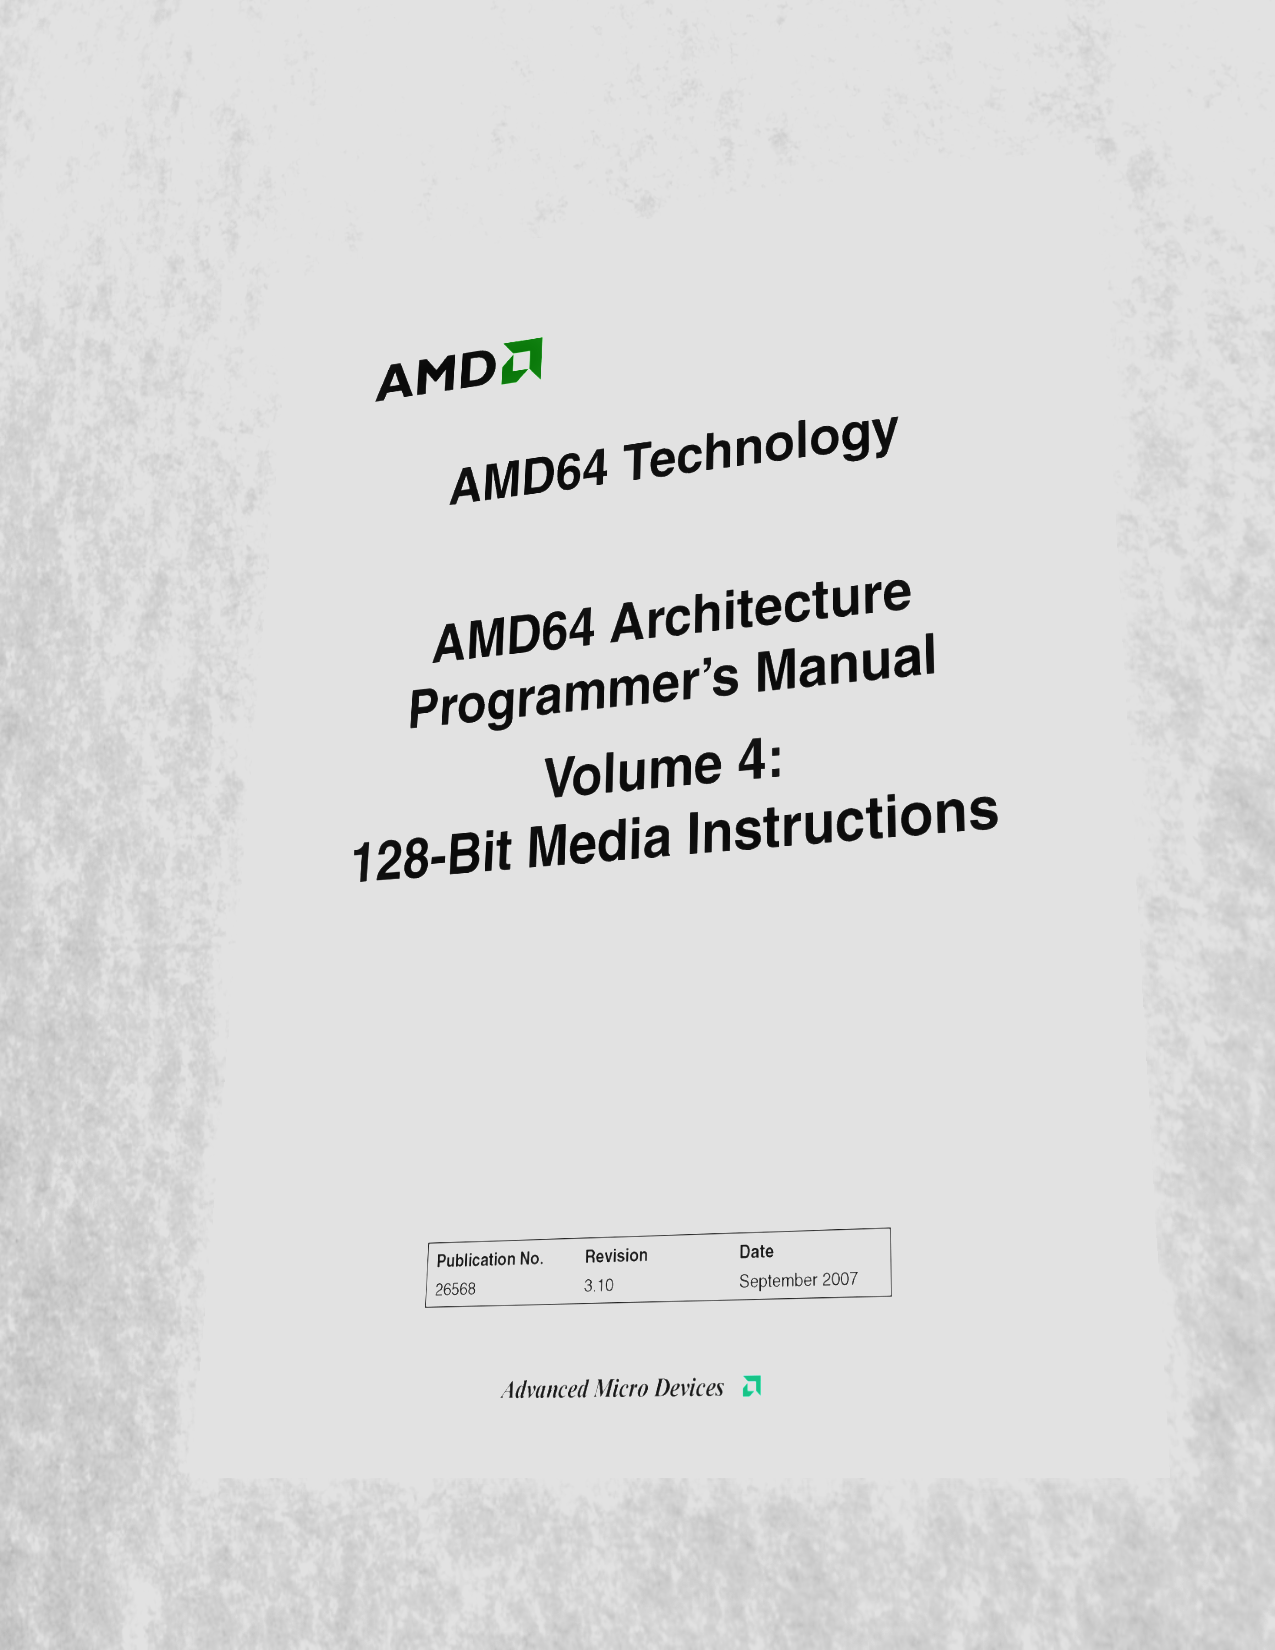 AMD
AMD64 Technology
AMD64 Architecture
Programmer's Manual
Volume 4:
128-Bit Media Instructions
Publication No. Revision Date
26568 3.10 September 2007
Advanced Micro Devices